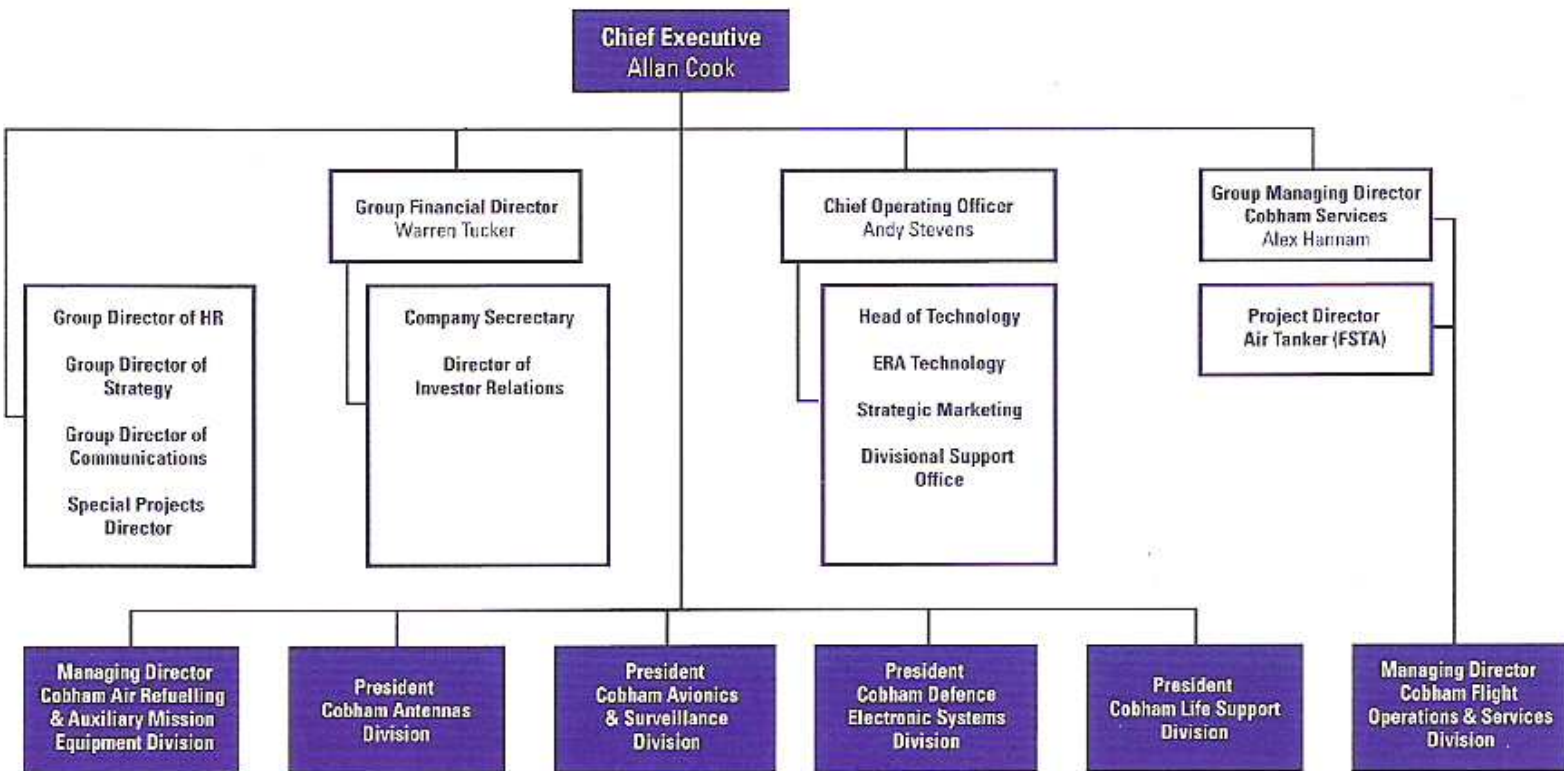 Chief Executive
Allan Cook
Group Financial Director
Warren Tucker
Chief Operating Officer
Andy Stevens
Group Managing Director
Cobham Services
Alex Hannam
Group Director of HR
Group Director of
Strategy
Group Director of
Communications
Special Projects
Director
Company Secrectary
Director of
Investor Relations
Head of Technology
ERA Technology
Strategic Marketing
Divisional Support
Office
Project Director
Air Tanker (FSTA)
Managing Director
Cobham Air Refuelling
& Auxiliary Mission
Equipment Division
President
Cobham Antennas
Division
President
Cobham Avionics
& Surveillance
Division
President
Cobham Defence
Electronic Systems
Division
President
Cobham Life Support
Division
Managing Director
Cobham Flight
Operations & Services
Division